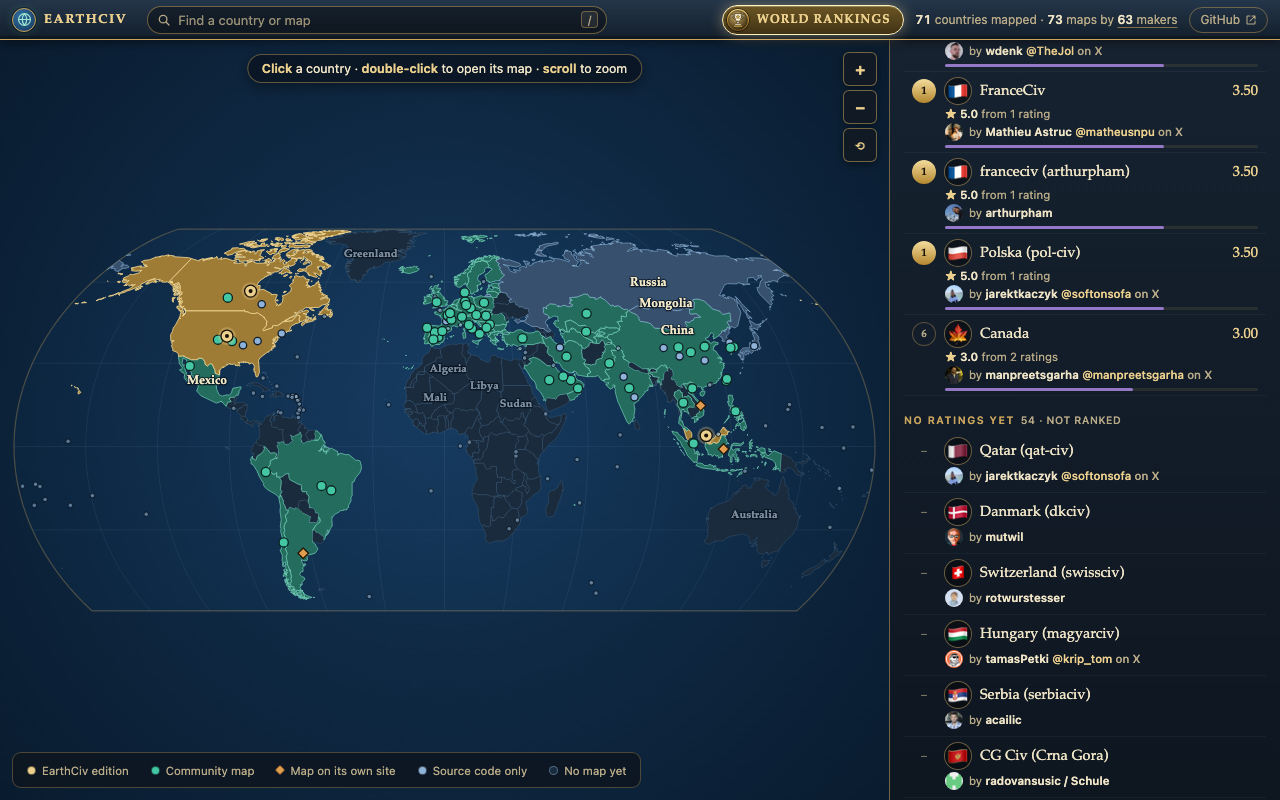 EARTHCIV
Find a country or map
/
WORLD RANKINGS
71 countries mapped · 73 maps by 63 makers
GitHub
Click a country · double-click to open its map · scroll to zoom
+
−
⟲
Greenland
Russia
Mongolia
China
Mexico
Algeria
Libya
Mali
Sudan
Australia
EarthCiv edition
Community map
Map on its own site
Source code only
No map yet
by wdenk @TheJol on X
1
FranceCiv
3.50
★ 5.0 from 1 rating
by Mathieu Astruc @matheusnpu on X
1
franceciv (arthurpham)
3.50
★ 5.0 from 1 rating
by arthurpham
1
Polska (pol-civ)
3.50
★ 5.0 from 1 rating
by jarektkaczyk @softonsofa on X
6
Canada
3.00
★ 3.0 from 2 ratings
by manpreetsgarha @manpreetsgarha on X
NO RATINGS YET 54 · NOT RANKED
– Qatar (qat-civ)
by jarektkaczyk @softonsofa on X
– Danmark (dkciv)
by mutwil
– Switzerland (swissciv)
by rotwurstesser
– Hungary (magyarciv)
by tamasPetki @krip_tom on X
– Serbia (serbiaciv)
by acailic
– CG Civ (Crna Gora)
by radovansusic / Schule